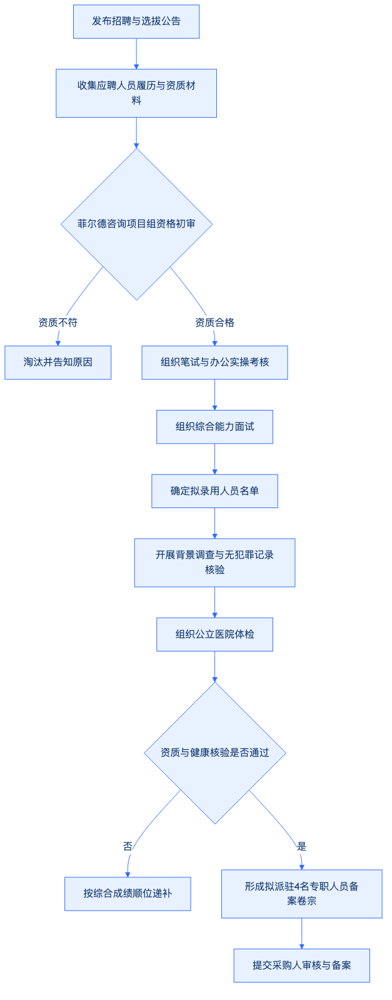 发布招聘与选拔公告
收集应聘人员履历与资质材
料
菲尔德咨询项目组资格初审
资质不符
资质合格
淘汰并告知原因
组织笔试与办公实操考核
组织综合能力面试
确定拟录用人员名单
开展背景调查与无犯罪记录
核验
组织公立医院体检
资质与健康核验是否通过
否
是
按综合成绩顺位递补
形成拟派驻4名专职人员备
案卷宗
提交采购人审核与备案